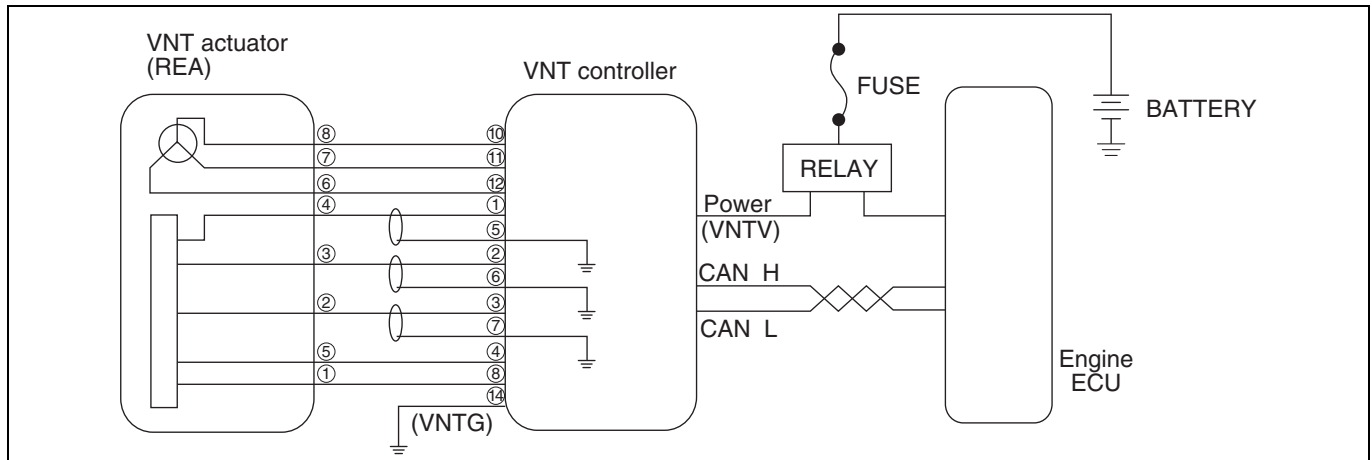 VNT actuator
(REA)
VNT controller
FUSE
BATTERY
RELAY
Power
(VNTV)
CAN H
CAN L
Engine
ECU
⑧ ⑩
⑦ ⑪
⑥ ⑫
④ ①
⑤
③ ②
⑥
② ③
⑦
⑤ ④
① ⑧
⑭
(VNTG)